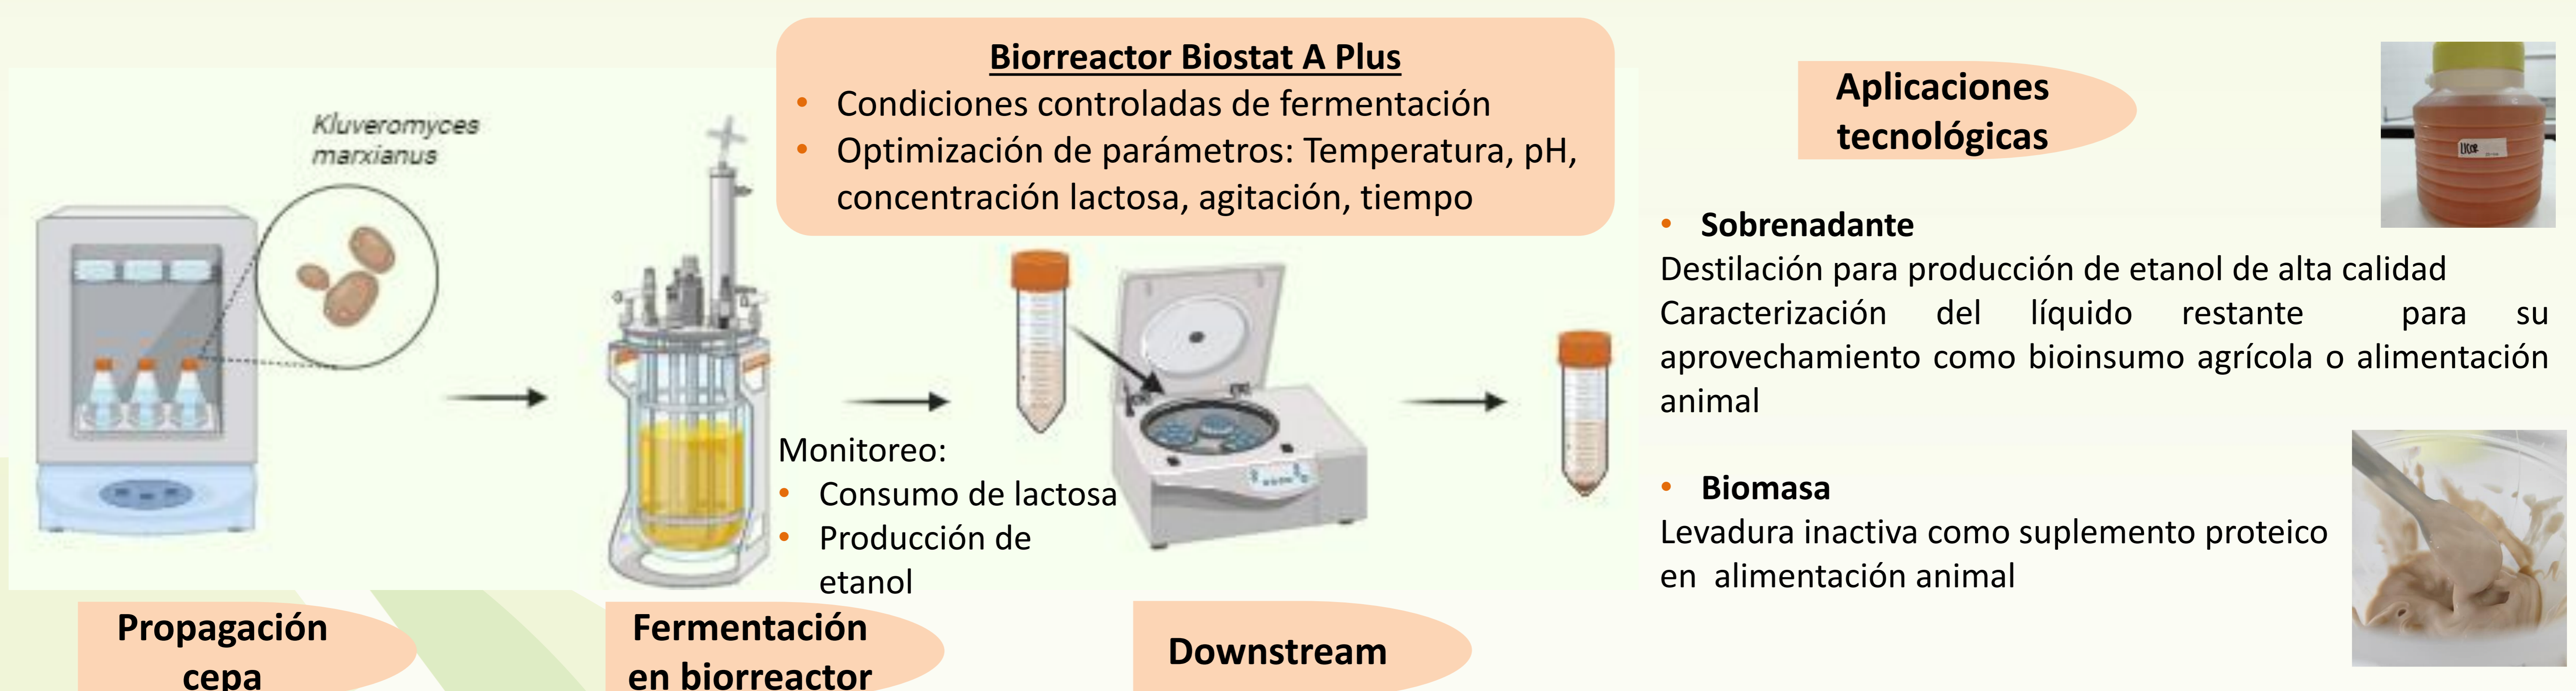 Kluveromyces
marxianus
Biorreactor Biostat A Plus
• Condiciones controladas de fermentación
• Optimización de parámetros: Temperatura, pH,
concentración lactosa, agitación, tiempo
Monitoreo:
• Consumo de lactosa
• Producción de
etanol
Propagación
cepa
Fermentación
en biorreactor
Downstream
Aplicaciones
tecnológicas
• Sobrenadante
Destilación para producción de etanol de alta calidad
Caracterización del líquido restante para su
aprovechamiento como bioinsumo agrícola o alimentación
animal
• Biomasa
Levadura inactiva como suplemento proteico
en alimentación animal